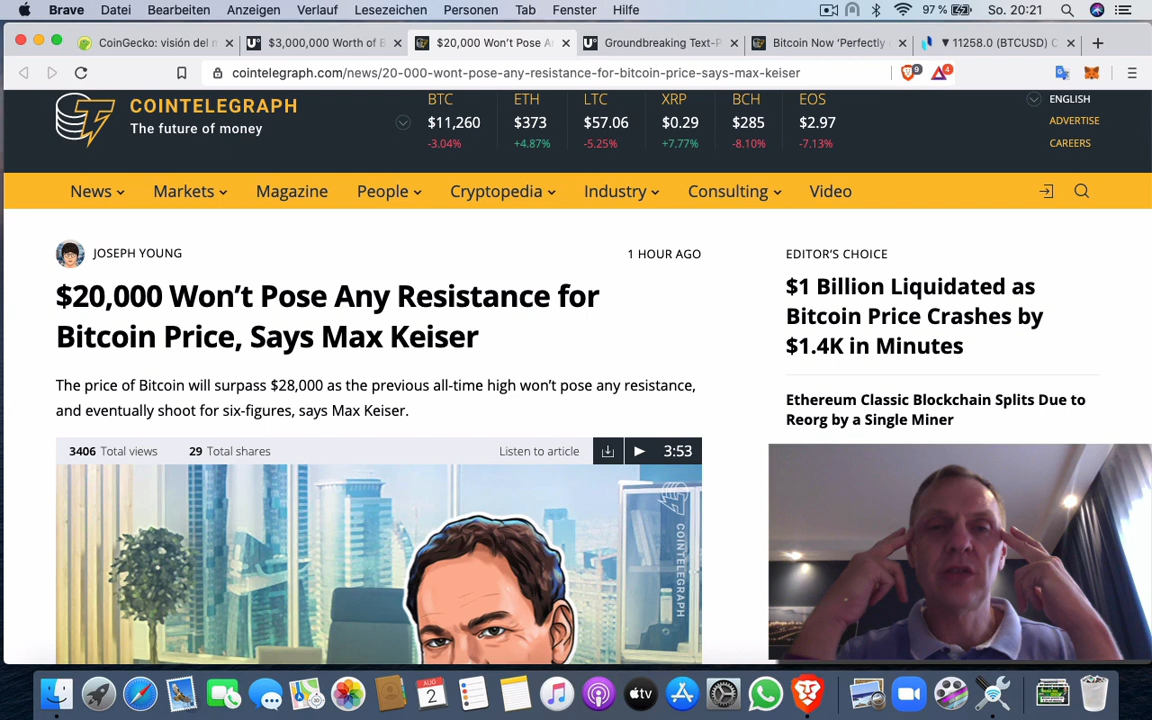 Brave Datei Bearbeiten Anzeigen Verlauf Lesezeichen Personen Tab Fenster Hilfe 97 % So. 20:21
CoinGecko: visión del m $3,000,000 Worth of B $20,000 Won't Pose A Groundbreaking Text-P Bitcoin Now 'Perfectly ▼ 11258.0 (BTCUSD) C
cointelegraph.com/news/20-000-wont-pose-any-resistance-for-bitcoin-price-says-max-keiser 9 4
COINTELEGRAPH
The future of money
BTC ETH LTC XRP BCH EOS
$11,260 $373 $57.06 $0.29 $285 $2.97
-3.04% +4.87% -5.25% +7.77% -8.10% -7.13%
ENGLISH
ADVERTISE
CAREERS
News Markets Magazine People Cryptopedia Industry Consulting Video
JOSEPH YOUNG 1 HOUR AGO
$20,000 Won't Pose Any Resistance for
Bitcoin Price, Says Max Keiser
The price of Bitcoin will surpass $28,000 as the previous all-time high won't pose any resistance,
and eventually shoot for six-figures, says Max Keiser.
3406 Total views 29 Total shares Listen to article 3:53
COINTELEGRAPH
EDITOR'S CHOICE
$1 Billion Liquidated as
Bitcoin Price Crashes by
$1.4K in Minutes
Ethereum Classic Blockchain Splits Due to
Reorg by a Single Miner
AUG
2
tv